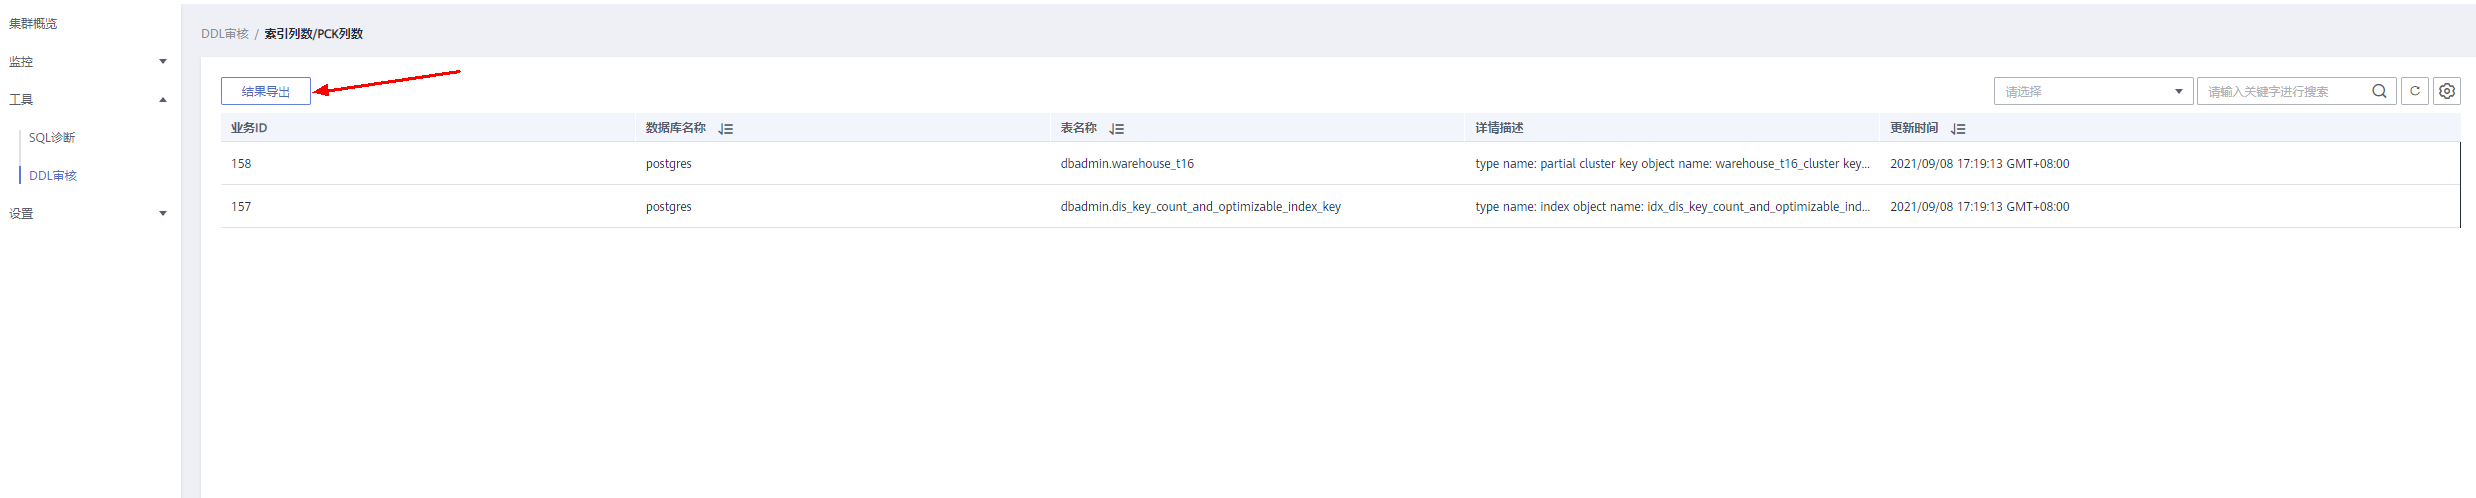 集群概览
监控
工具
SQL诊断
DDL审核
设置
DDL审核 / 索引列数/PCK列数
结果导出
请选择
请输入关键字进行搜索
业务ID 数据库名称 表名称 详情描述 更新时间
158 postgres dbadmin.warehouse_t16 type name: partial cluster key object name: warehouse_t16_cluster key... 2021/09/08 17:19:13 GMT+08:00
157 postgres dbadmin.dis_key_count_and_optimizable_index_key type name: index object name: idx_dis_key_count_and_optimizable_ind... 2021/09/08 17:19:13 GMT+08:00